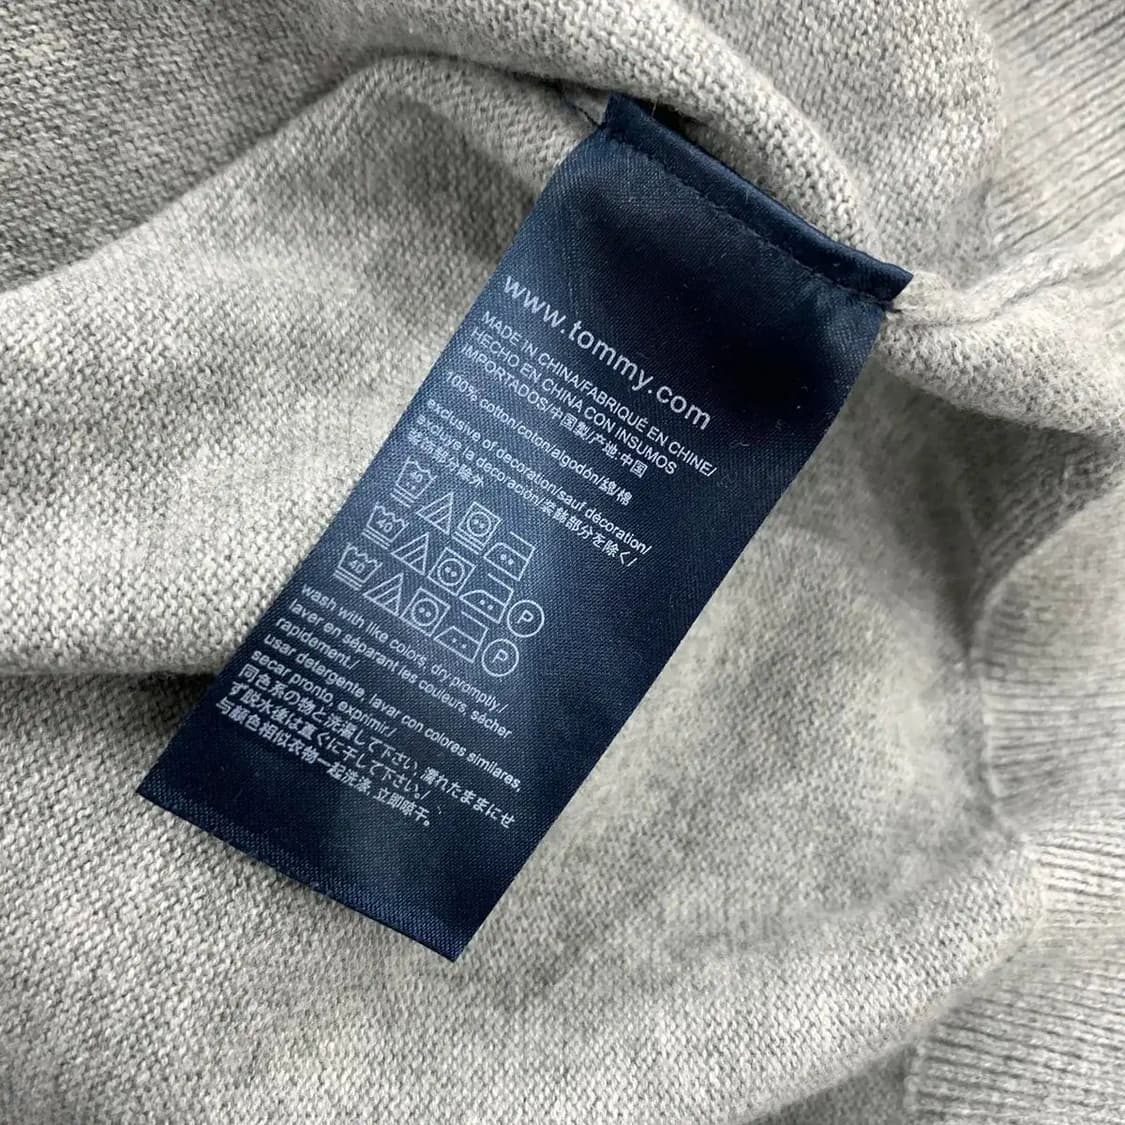 www.tommy.com
MADE IN CHINA/FABRIQUÉ EN CHINE/
HECHO EN CHINA CON INSUMOS
IMPORTADOS/中国製/产地:中国
100% cotton/coton/algodón/綿/棉
exclusive of decoration/sauf décoration/
excluye la decoración/装飾部分を除く/
装饰部分除外
40
40 P
40 P
wash with like colors, dry promptly./
laver en séparant les couleurs, sécher
rapidement./
usar detergente, lavar con colores similares,
secar pronto, exprimir/
同色系の物と洗濯して下さい, 濡れたままにせ
ず脱水後は直ぐに干して下さい。/
与颜色相似衣物一起洗涤, 立即晾干。